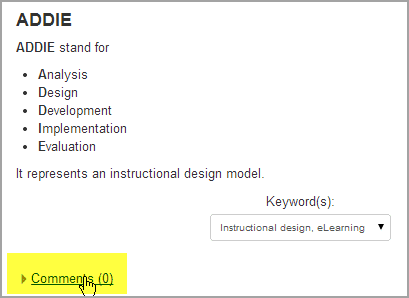 ADDIE
ADDIE stand for
Analysis
Design
Development
Implementation
Evaluation
It represents an instructional design model.
Keyword(s):
Instructional design, eLearning
Comments (0)